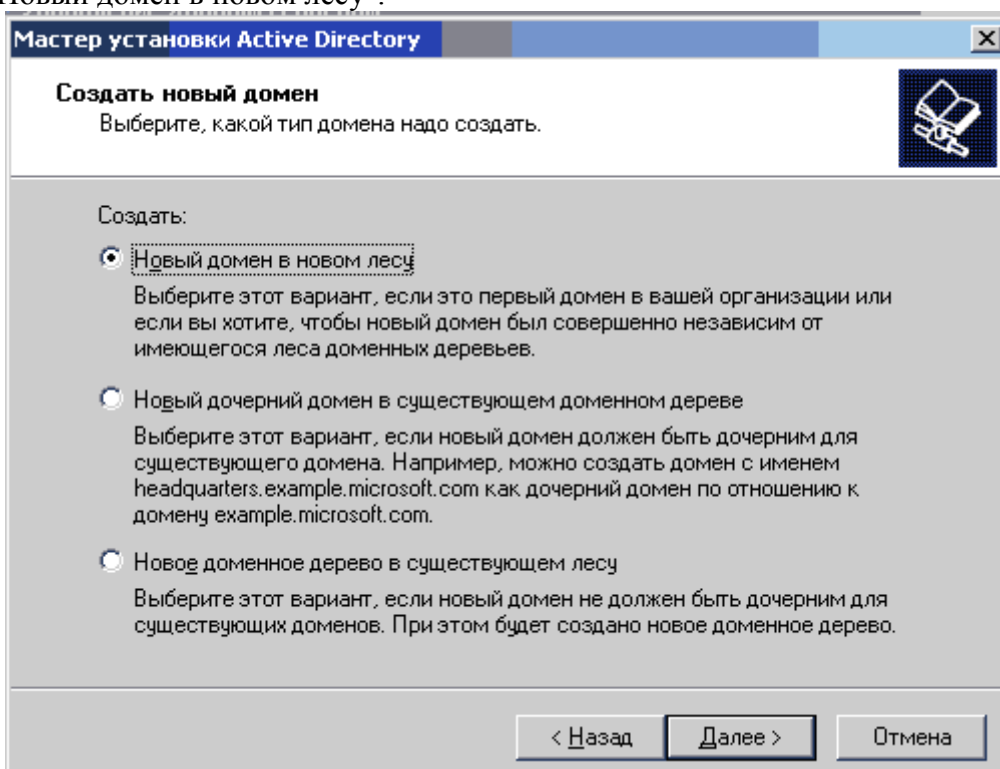 Новый домен в новом лесу".
Мастер установки Active Directory
Создать новый домен
Выберите, какой тип домена надо создать.
Создать:
Новый домен в новом лесу
Выберите этот вариант, если это первый домен в вашей организации или
если вы хотите, чтобы новый домен был совершенно независим от
имеющегося леса доменных деревьев.
Новый дочерний домен в существующем доменном дереве
Выберите этот вариант, если новый домен должен быть дочерним для
существующего домена. Например, можно создать домен с именем
headquarters.example.microsoft.com как дочерний домен по отношению к
домену example.microsoft.com.
Новое доменное дерево в существующем лесу
Выберите этот вариант, если новый домен не должен быть дочерним для
существующих доменов. При этом будет создано новое доменное дерево.
< Назад Далее > Отмена